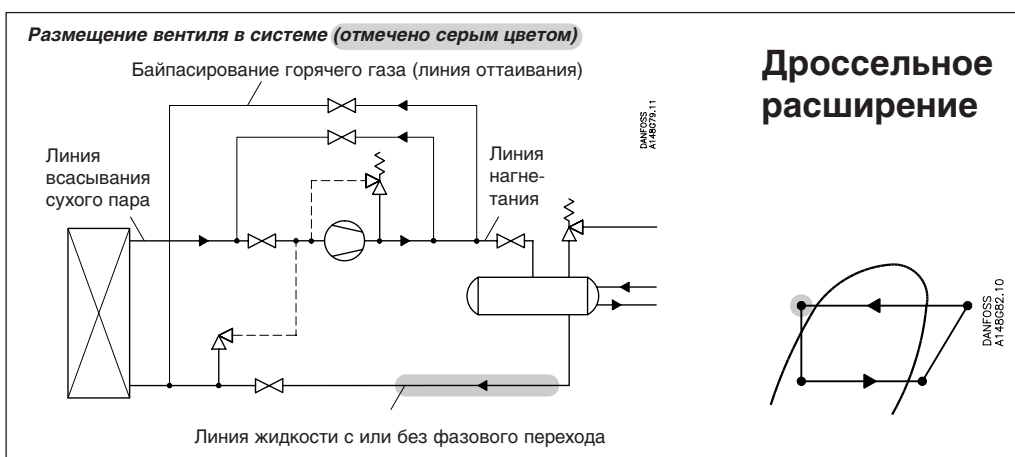 Размещение вентиля в системе (отмечено серым цветом)
Байпасирование горячего газа (линия оттаивания)
Дроссельное
расширение
DANFOSS
A148G79.11
Линия
всасывания
сухого пара
Линия
нагне-
тания
DANFOSS
A148G82.10
Линия жидкости с или без фазового перехода